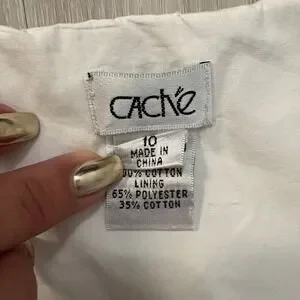 CACHé
10
MADE IN
CHINA
00% COTTON
LINING
65% POLYESTER
35% COTTON